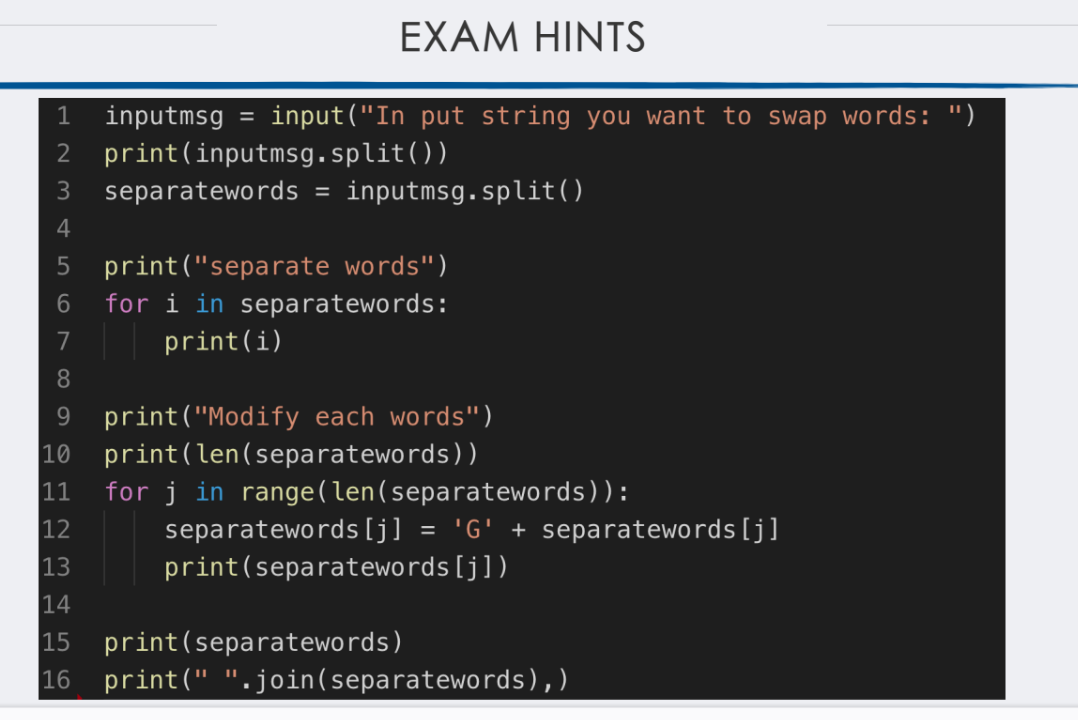 EXAM HINTS
1 inputmsg = input("In put string you want to swap words: ")
2 print(inputmsg.split())
3 separatewords = inputmsg.split()
4
5 print("separate words")
6 for i in separatewords:
7     print(i)
8
9 print("Modify each words")
10 print(len(separatewords))
11 for j in range(len(separatewords)):
12     separatewords[j] = 'G' + separatewords[j]
13     print(separatewords[j])
14
15 print(separatewords)
16 print(" ".join(separatewords),)